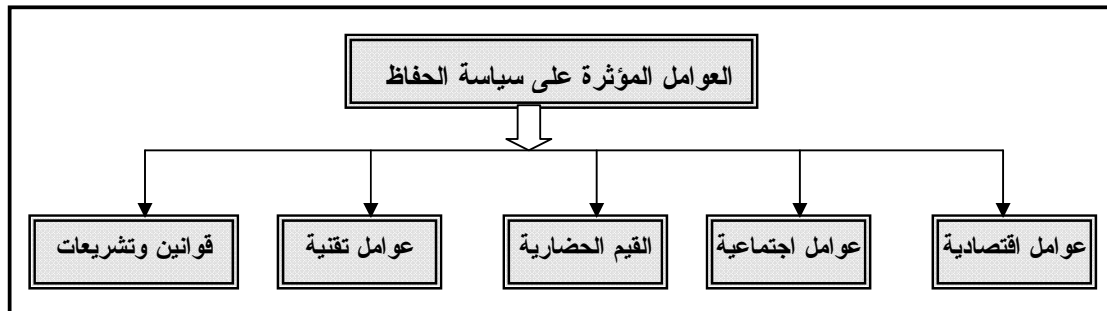 العوامل المؤثرة على سياسة الحفاظ
عوامل اقتصادية
عوامل اجتماعية
القيم الحضارية
عوامل تقنية
قوانين وتشريعات